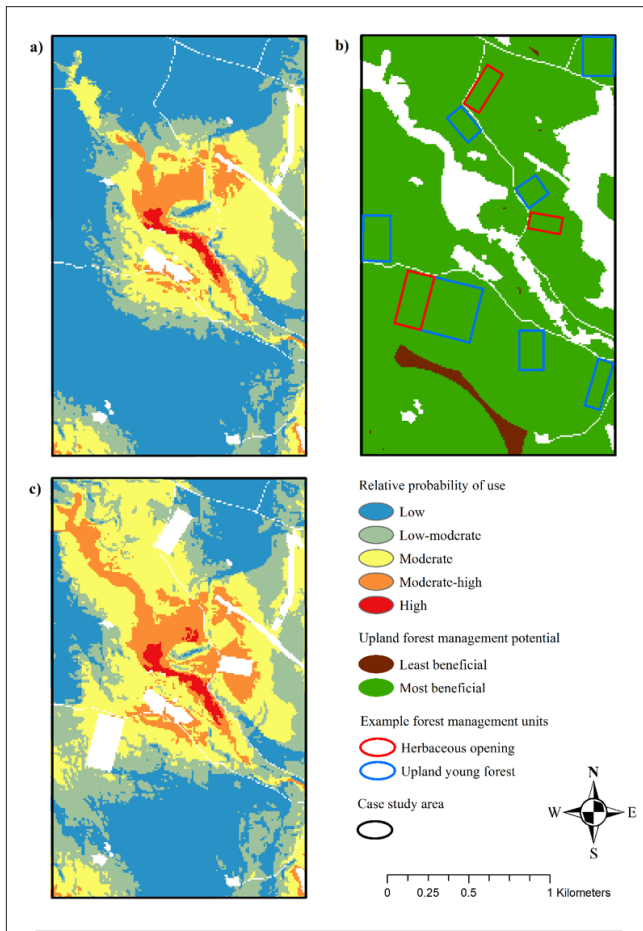 a)
b)
c)
Relative probability of use
Low
Low-moderate
Moderate
Moderate-high
High
Upland forest management potential
Least beneficial
Most beneficial
Example forest management units
Herbaceous opening
Upland young forest
Case study area
N
W E
S
0 0.25 0.5 1 Kilometers